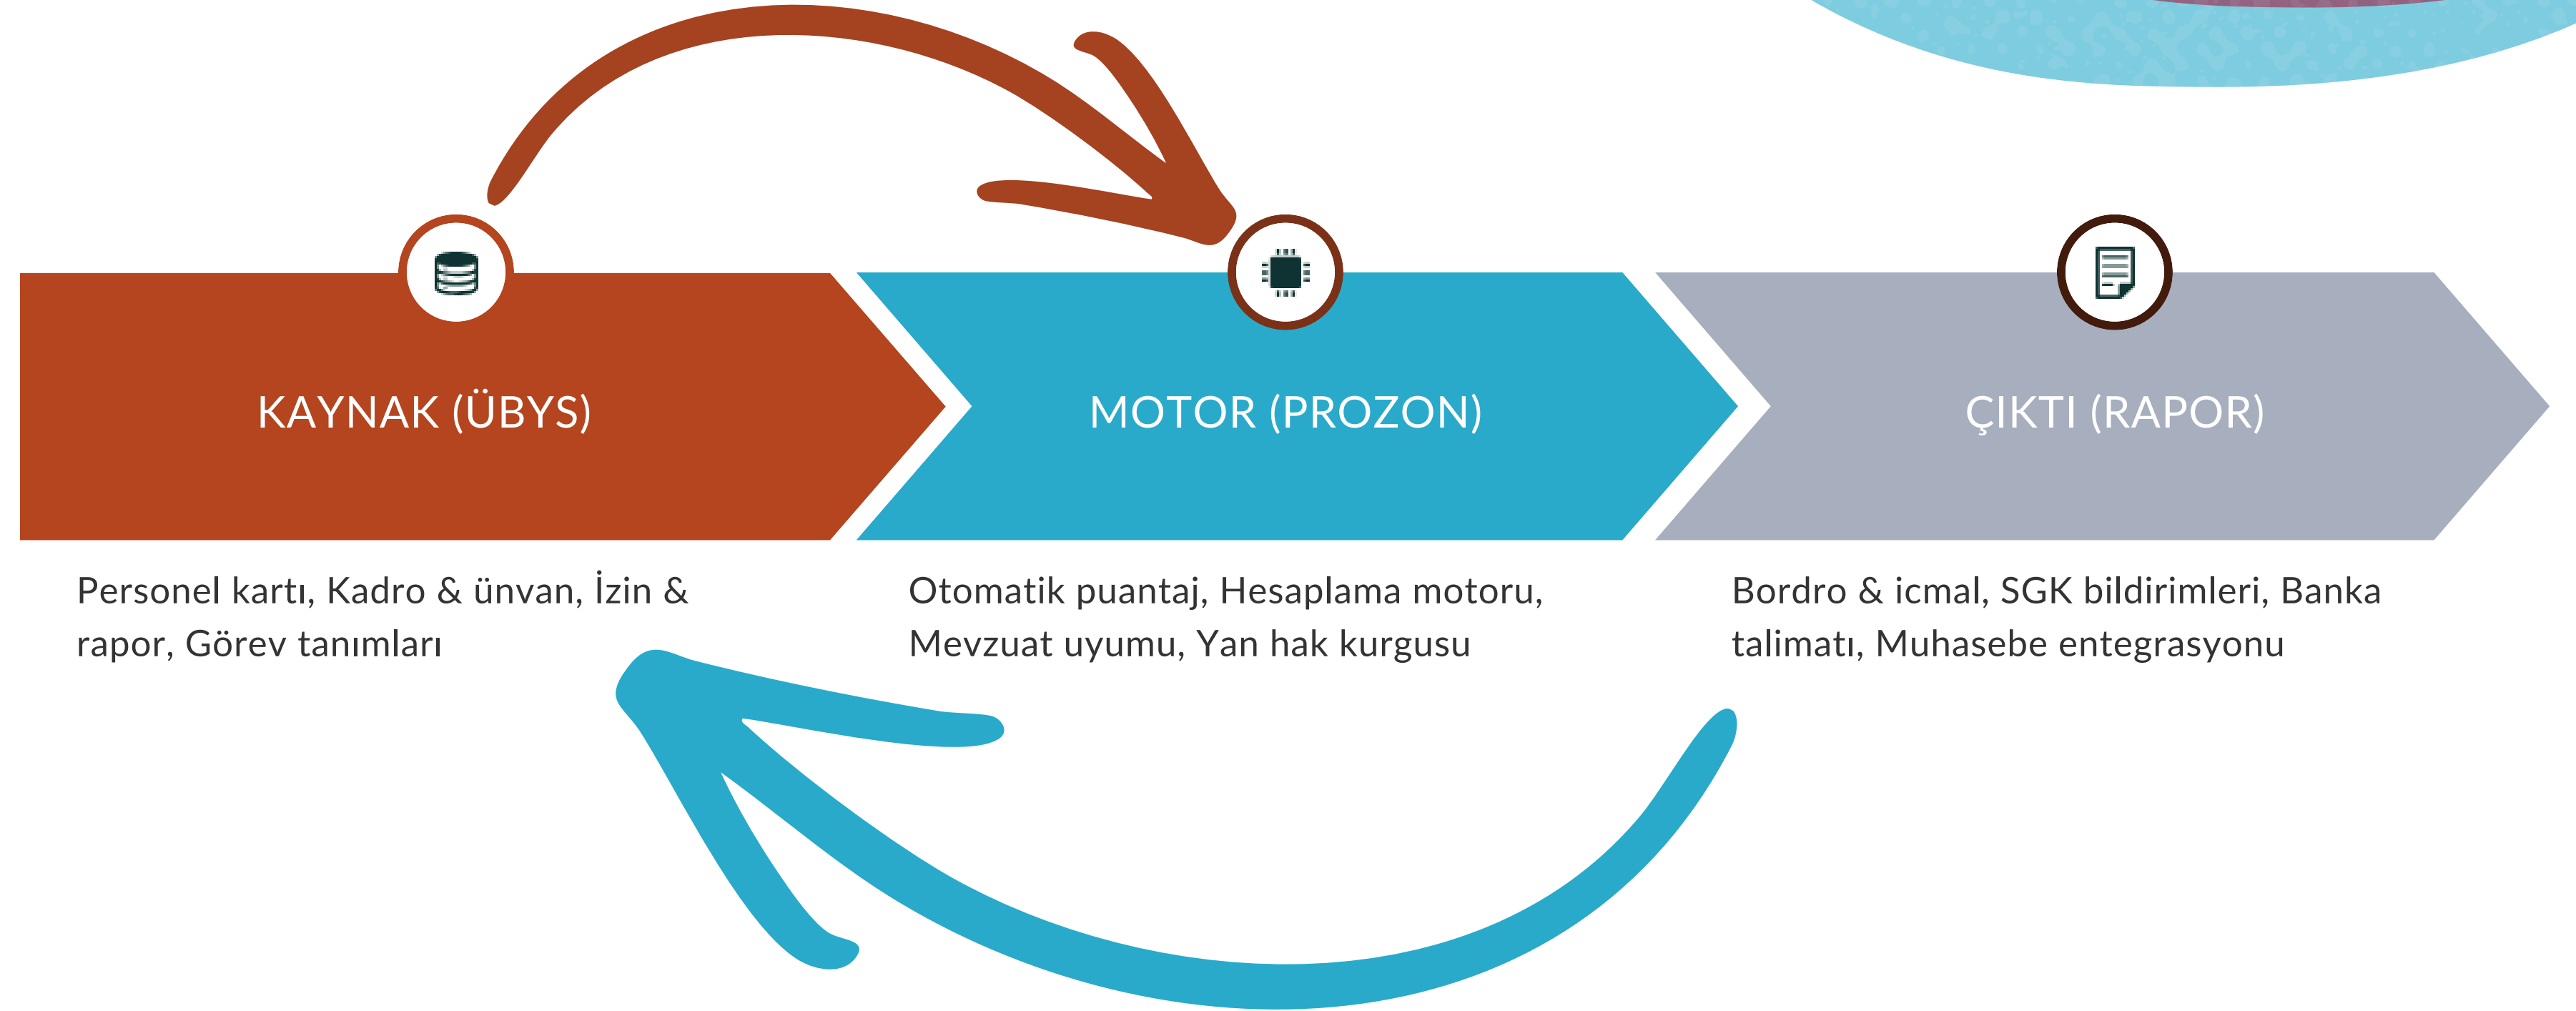 KAYNAK (ÜBYS)
MOTOR (PROZON)
ÇIKTI (RAPOR)
Personel kartı, Kadro & ünvan, İzin &
rapor, Görev tanımları
Otomatik puantaj, Hesaplama motoru,
Mevzuat uyumu, Yan hak kurgusu
Bordro & icmal, SGK bildirimleri, Banka
talimatı, Muhasebe entegrasyonu